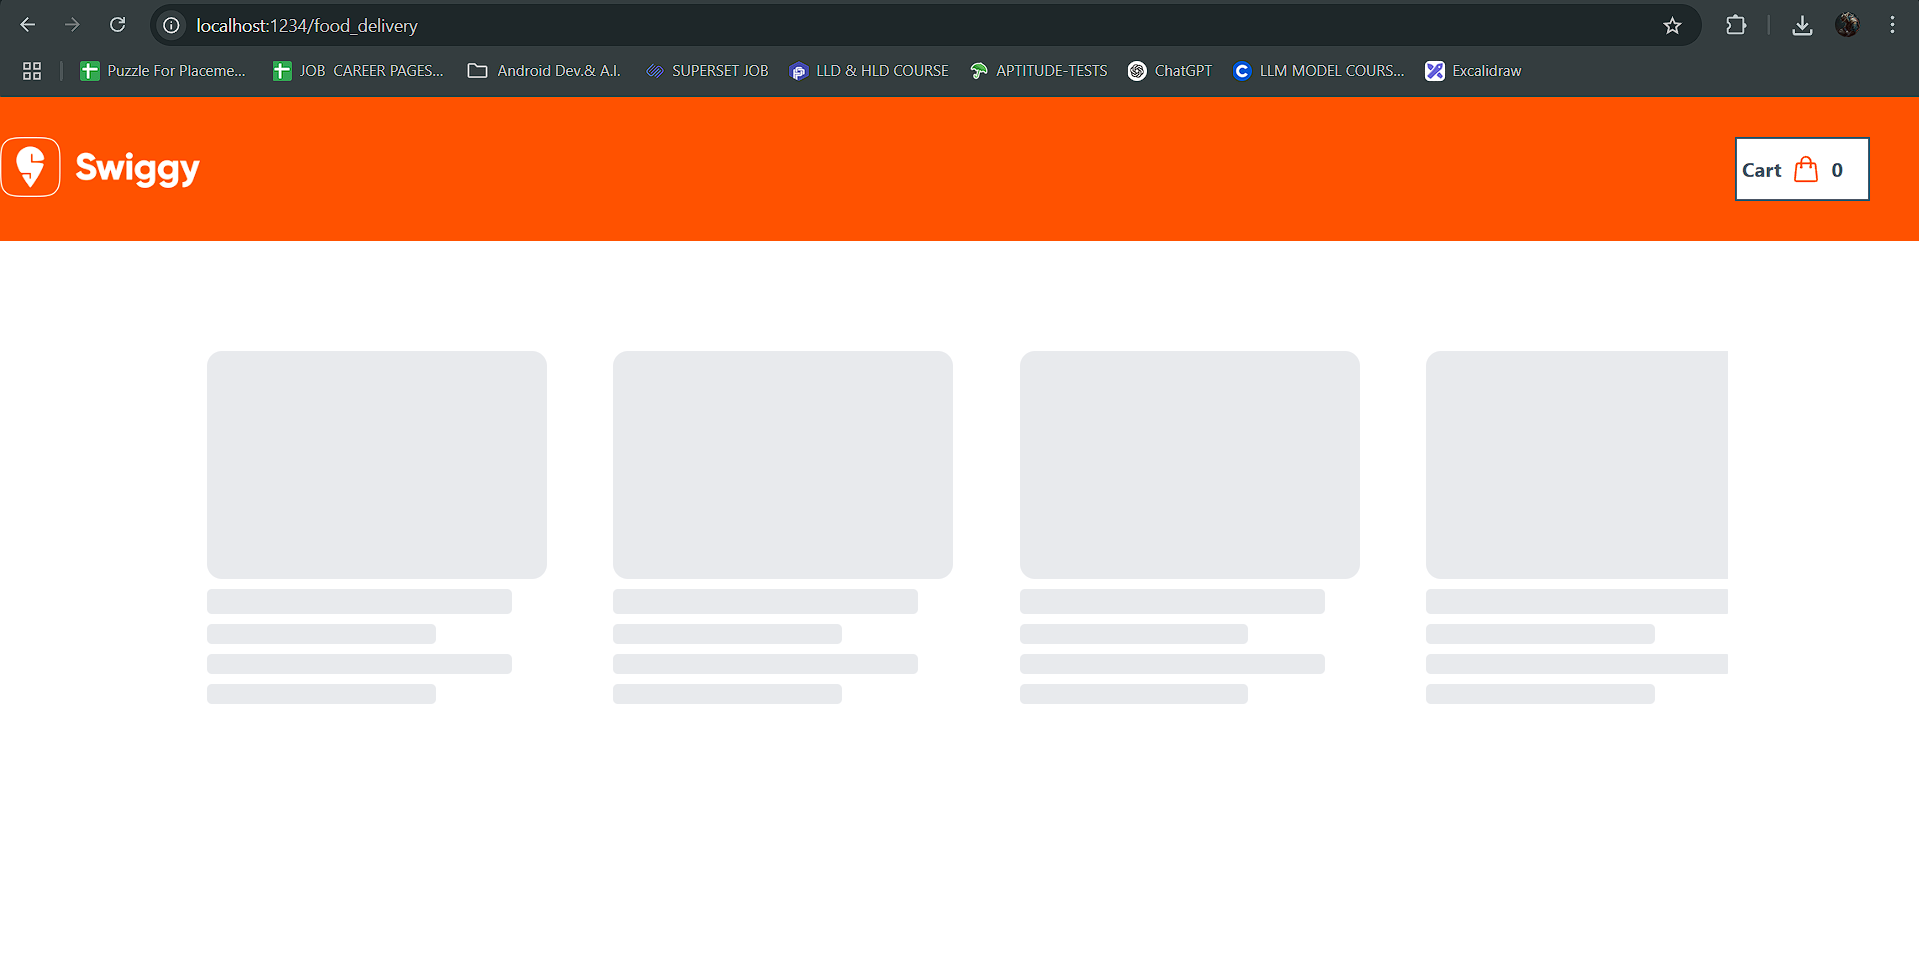 localhost:1234/food_delivery
Puzzle For Placeme... JOB CAREER PAGES... Android Dev.& A.I. SUPERSET JOB LLD & HLD COURSE APTITUDE-TESTS ChatGPT LLM MODEL COURS... Excalidraw
Swiggy Cart 0